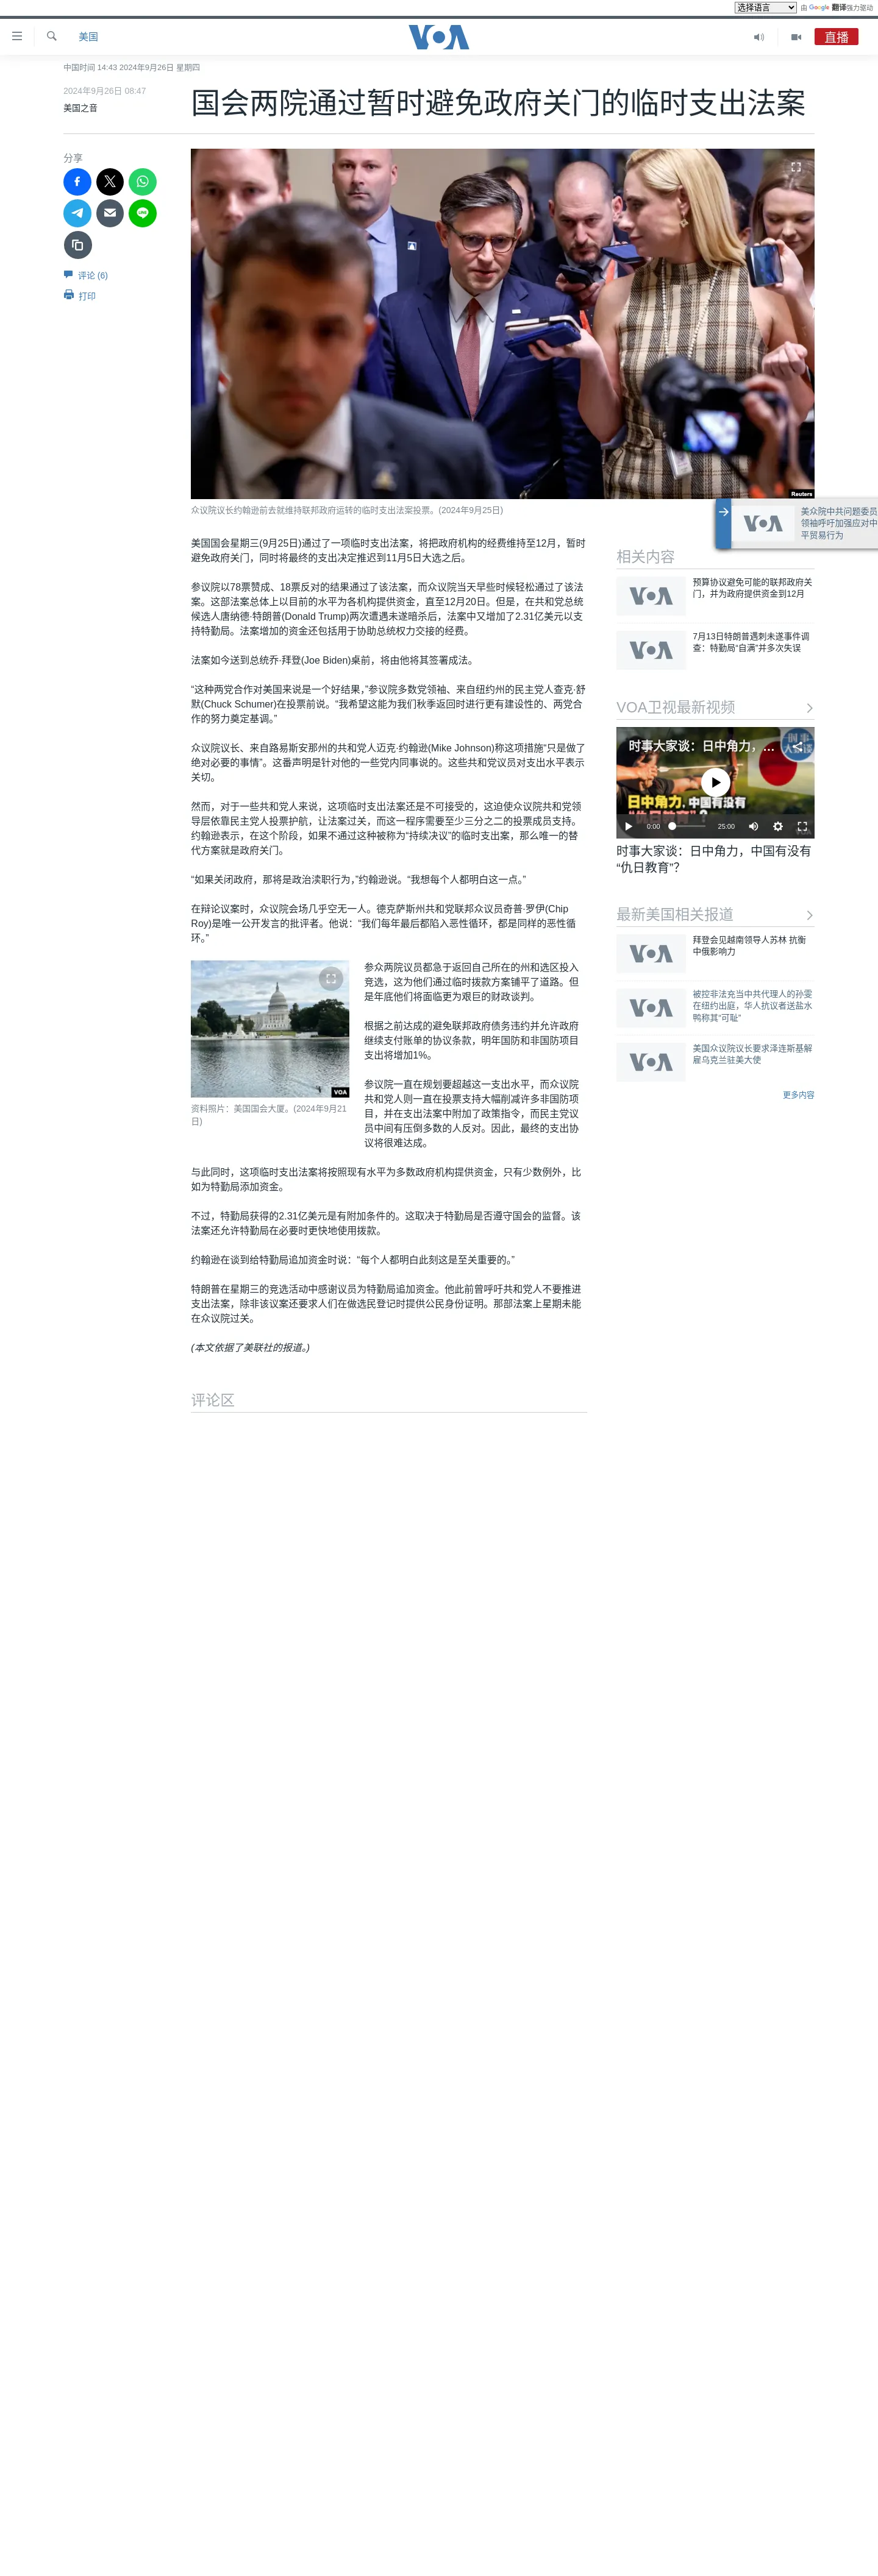 选择语言 由 Google 翻译强力驱动
美国
VOA
直播
中国时间 14:43 2024年9月26日 星期四
2024年9月26日 08:47
美国之音
国会两院通过暂时避免政府关门的临时支出法案
分享
评论 (6)
打印
Reuters
众议院议长约翰逊前去就维持联邦政府运转的临时支出法案投票。(2024年9月25日)
美国国会星期三(9月25日)通过了一项临时支出法案，将把政府机构的经费维持至12月，暂时
避免政府关门，同时将最终的支出决定推迟到11月5日大选之后。
参议院以78票赞成、18票反对的结果通过了该法案，而众议院当天早些时候轻松通过了该法
案。这部法案总体上以目前的水平为各机构提供资金，直至12月20日。但是，在共和党总统
候选人唐纳德·特朗普(Donald Trump)两次遭遇未遂暗杀后，法案中又增加了2.31亿美元以支
持特勤局。法案增加的资金还包括用于协助总统权力交接的经费。
法案如今送到总统乔·拜登(Joe Biden)桌前，将由他将其签署成法。
“这种两党合作对美国来说是一个好结果，”参议院多数党领袖、来自纽约州的民主党人查克·舒
默(Chuck Schumer)在投票前说。“我希望这能为我们秋季返回时进行更有建设性的、两党合
作的努力奠定基调。”
众议院议长、来自路易斯安那州的共和党人迈克·约翰逊(Mike Johnson)称这项措施“只是做了
绝对必要的事情”。这番声明是针对他的一些党内同事说的。这些共和党议员对支出水平表示
关切。
然而，对于一些共和党人来说，这项临时支出法案还是不可接受的，这迫使众议院共和党领
导层依靠民主党人投票护航，让法案过关，而这一程序需要至少三分之二的投票成员支持。
约翰逊表示，在这个阶段，如果不通过这种被称为“持续决议”的临时支出案，那么唯一的替
代方案就是政府关门。
“如果关闭政府，那将是政治渎职行为，”约翰逊说。“我想每个人都明白这一点。”
在辩论议案时，众议院会场几乎空无一人。德克萨斯州共和党联邦众议员奇普·罗伊(Chip
Roy)是唯一公开发言的批评者。他说：“我们每年最后都陷入恶性循环，都是同样的恶性循
环。”
VOA
资料照片：美国国会大厦。(2024年9月21
日)
参众两院议员都急于返回自己所在的州和选区投入
竞选，这为他们通过临时拨款方案铺平了道路。但
是年底他们将面临更为艰巨的财政谈判。
根据之前达成的避免联邦政府债务违约并允许政府
继续支付账单的协议条款，明年国防和非国防项目
支出将增加1%。
参议院一直在规划要超越这一支出水平，而众议院
共和党人则一直在投票支持大幅削减许多非国防项
目，并在支出法案中附加了政策指令，而民主党议
员中间有压倒多数的人反对。因此，最终的支出协
议将很难达成。
与此同时，这项临时支出法案将按照现有水平为多数政府机构提供资金，只有少数例外，比
如为特勤局添加资金。
不过，特勤局获得的2.31亿美元是有附加条件的。这取决于特勤局是否遵守国会的监督。该
法案还允许特勤局在必要时更快地使用拨款。
约翰逊在谈到给特勤局追加资金时说：“每个人都明白此刻这是至关重要的。”
特朗普在星期三的竞选活动中感谢议员为特勤局追加资金。他此前曾呼吁共和党人不要推进
支出法案，除非该议案还要求人们在做选民登记时提供公民身份证明。那部法案上星期未能
在众议院过关。
(本文依据了美联社的报道。)
评论区
VOA
美众院中共问题委员
领袖呼吁加强应对中
平贸易行为
相关内容
VOA
预算协议避免可能的联邦政府关
门，并为政府提供资金到12月
VOA
7月13日特朗普遇刺未遂事件调
查：特勤局“自满”并多次失误
VOA卫视最新视频
时事大家谈：日中角力，...
日中角力，中国有没有
0:00
25:00
时事大家谈：日中角力，中国有没有
“仇日教育”？
最新美国相关报道
VOA
拜登会见越南领导人苏林 抗衡
中俄影响力
VOA
被控非法充当中共代理人的孙雯
在纽约出庭，华人抗议者送盐水
鸭称其“可耻”
VOA
美国众议院议长要求泽连斯基解
雇乌克兰驻美大使
更多内容